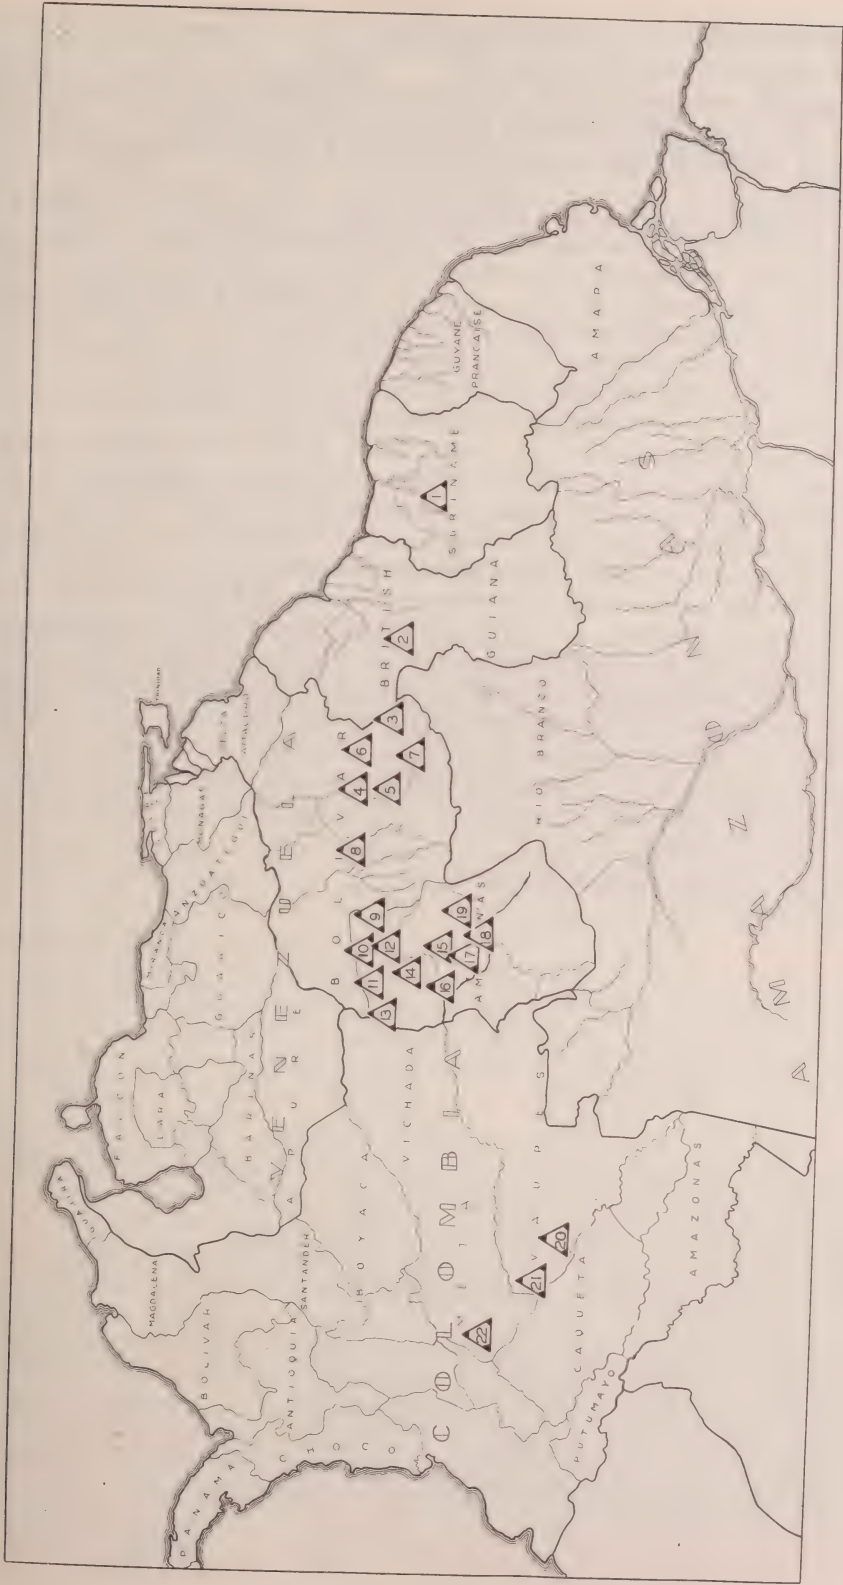 PANAMA
CHOCO
ANTIOQUIA
BOLIVAR
MAGDALENA
GUAJIRA
SANTANDER
BOYACA
COLOMBIA
META
VICHADA
VAUPES
CAQUETA
PUTUMAYO
AMAZONAS
VENEZUELA
FALCON
LARA
BARINAS
APURE
GUARICO
MIRANDA
ANZOATEGUI
MONAGAS
TRINIDAD
BOLIVAR
AMAZONAS
BRITISH
GUIANA
SURINAME
GUYANE
FRANCAISE
AMAPA
RIO BRANCO
AMAZONAS
1
2
3
4
5
6
7
8
9
10
11
12
13
14
15
16
17
18
19
20
21
22